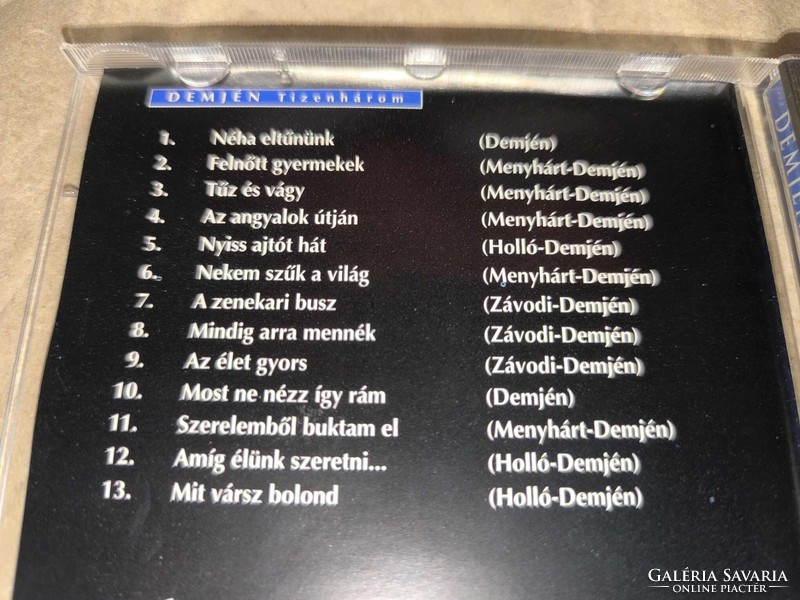 DEMJÉN Tizenhárom
1. Néha eltűnünk (Demjén)
2. Felnőtt gyermekek (Menyhárt-Demjén)
3. Tűz és vágy (Menyhárt-Demjén)
4. Az angyalok útján (Menyhárt-Demjén)
5. Nyiss ajtót hát (Holló-Demjén)
6. Nekem szűk a világ (Menyhárt-Demjén)
7. A zenekari busz (Závodi-Demjén)
8. Mindig arra mennék (Závodi-Demjén)
9. Az élet gyors (Závodi-Demjén)
10. Most ne nézz így rám (Demjén)
11. Szerelemből buktam el (Menyhárt-Demjén)
12. Amíg élünk szeretni... (Holló-Demjén)
13. Mit vársz bolond (Holló-Demjén)
GALÉRIA SAVARIA
ONLINE PIACTÉR